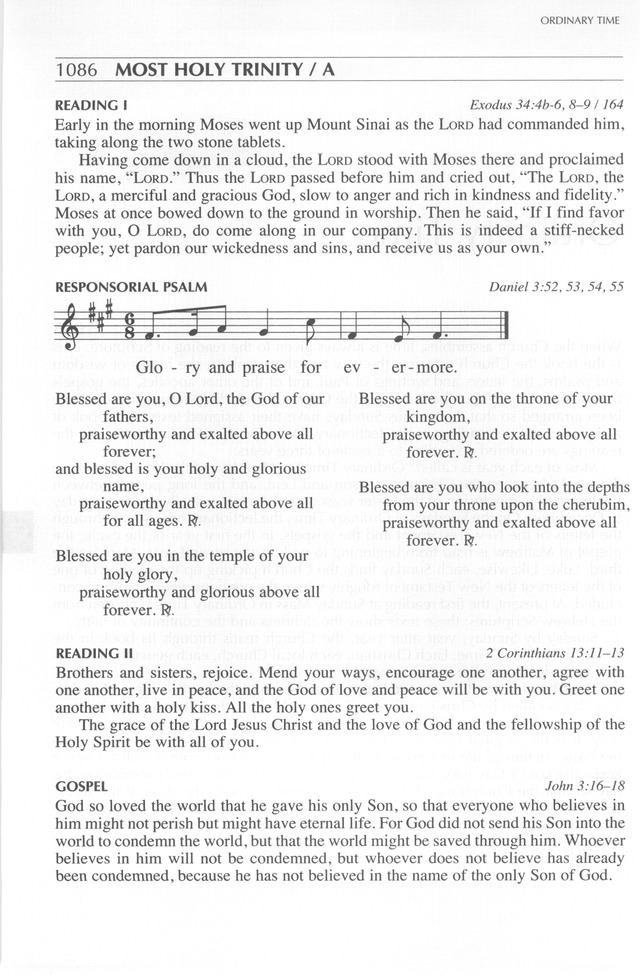 ORDINARY TIME
1086 MOST HOLY TRINITY / A
READING I Exodus 34:4b-6, 8–9 / 164
Early in the morning Moses went up Mount Sinai as the LORD had commanded him,
taking along the two stone tablets.
Having come down in a cloud, the LORD stood with Moses there and proclaimed
his name, “LORD.” Thus the LORD passed before him and cried out, “The LORD, the
LORD, a merciful and gracious God, slow to anger and rich in kindness and fidelity.”
Moses at once bowed down to the ground in worship. Then he said, “If I find favor
with you, O LORD, do come along in our company. This is indeed a stiff-necked
people; yet pardon our wickedness and sins, and receive us as your own.”
RESPONSORIAL PSALM Daniel 3:52, 53, 54, 55
6
8
Glo - ry and praise for ev - er - more.
Blessed are you, O Lord, the God of our
fathers,
praiseworthy and exalted above all
forever;
and blessed is your holy and glorious
name,
praiseworthy and exalted above all
for all ages. ℟.
Blessed are you in the temple of your
holy glory,
praiseworthy and glorious above all
forever. ℟.
Blessed are you on the throne of your
kingdom,
praiseworthy and exalted above all
forever. ℟.
Blessed are you who look into the depths
from your throne upon the cherubim,
praiseworthy and exalted above all
forever. ℟.
READING II 2 Corinthians 13:11–13
Brothers and sisters, rejoice. Mend your ways, encourage one another, agree with
one another, live in peace, and the God of love and peace will be with you. Greet one
another with a holy kiss. All the holy ones greet you.
The grace of the Lord Jesus Christ and the love of God and the fellowship of the
Holy Spirit be with all of you.
GOSPEL John 3:16–18
God so loved the world that he gave his only Son, so that everyone who believes in
him might not perish but might have eternal life. For God did not send his Son into the
world to condemn the world, but that the world might be saved through him. Whoever
believes in him will not be condemned, but whoever does not believe has already
been condemned, because he has not believed in the name of the only Son of God.